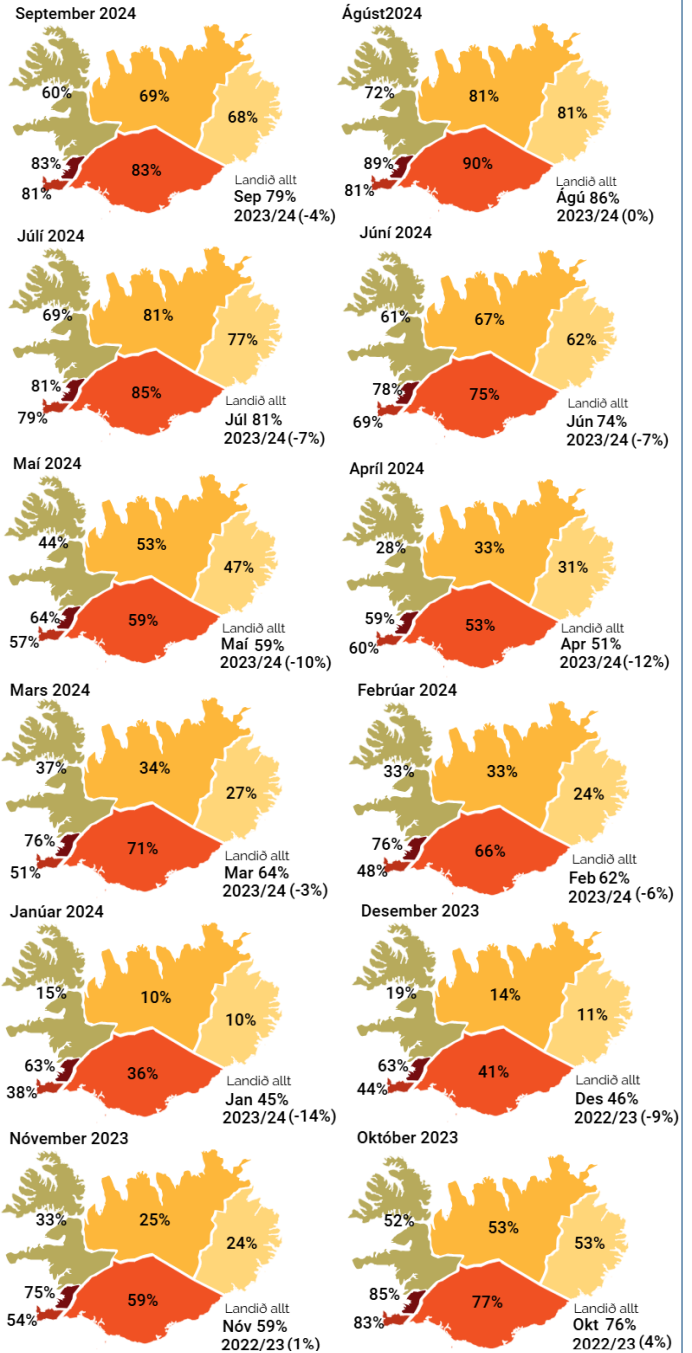 September 2024
60%
69%
68%
83%
83%
81%
Landið allt
Sep 79%
2023/24 (-4%)
Ágúst2024
72%
81%
81%
89%
90%
81%
Landið allt
Ágú 86%
2023/24 (0%)
Júlí 2024
69%
81%
77%
81%
85%
79%
Landið allt
Júl 81%
2023/24 (-7%)
Júní 2024
61%
67%
62%
78%
75%
69%
Landið allt
Jún 74%
2023/24 (-7%)
Maí 2024
44%
53%
47%
64%
59%
57%
Landið allt
Maí 59%
2023/24 (-10%)
Apríl 2024
28%
33%
31%
59%
53%
60%
Landið allt
Apr 51%
2023/24 (-12%)
Mars 2024
37%
34%
27%
76%
71%
51%
Landið allt
Mar 64%
2023/24 (-3%)
Febrúar 2024
33%
33%
24%
76%
66%
48%
Landið allt
Feb 62%
2023/24 (-6%)
Janúar 2024
15%
10%
10%
63%
36%
38%
Landið allt
Jan 45%
2023/24 (-14%)
Desember 2023
19%
14%
11%
63%
41%
44%
Landið allt
Des 46%
2022/23 (-9%)
Nóvember 2023
33%
25%
24%
75%
59%
54%
Landið allt
Nóv 59%
2022/23 (1%)
Október 2023
52%
53%
53%
85%
77%
83%
Landið allt
Okt 76%
2022/23 (4%)